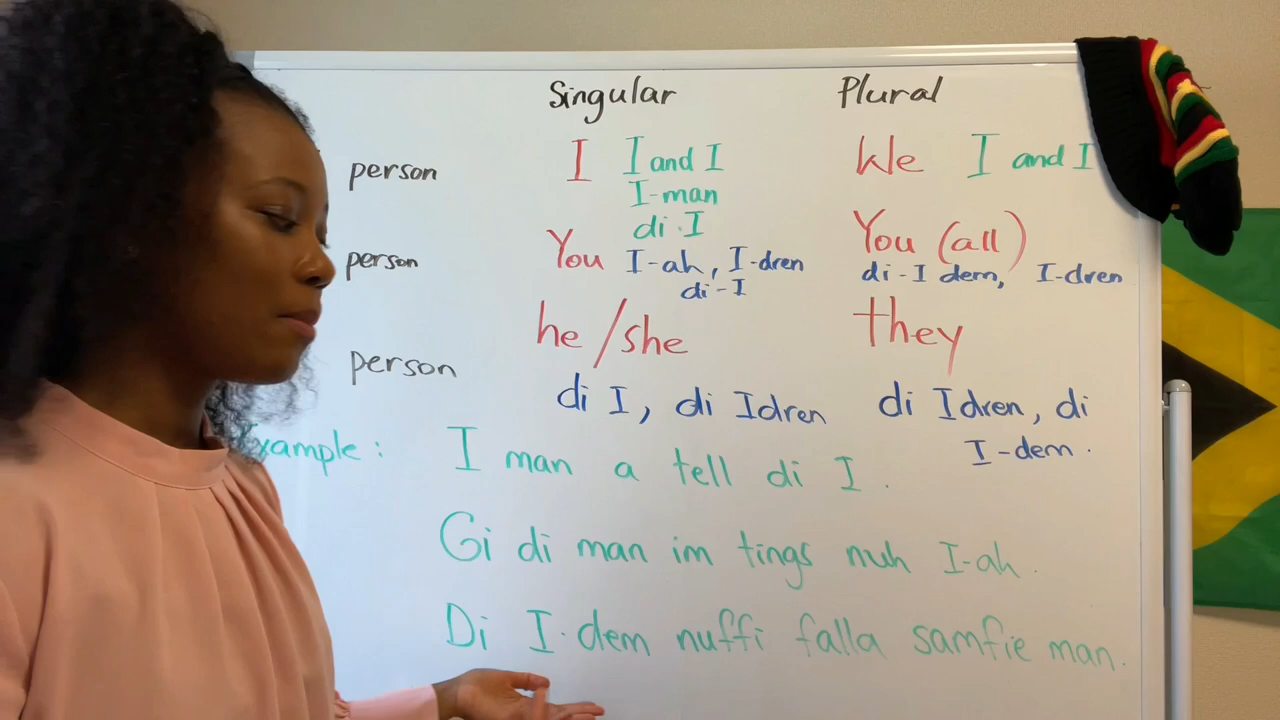 Singular Plural
person I I and I We I and I
I-man
di I
person You I-ah, I-dren You (all)
di-I di-I dem, I-dren
person he/she they
di I, di Idren di Idren, di
I-dem.
Example: I man a tell di I.
Gi di man im tings nuh I-ah.
Di I.dem nuffi falla samfie man.